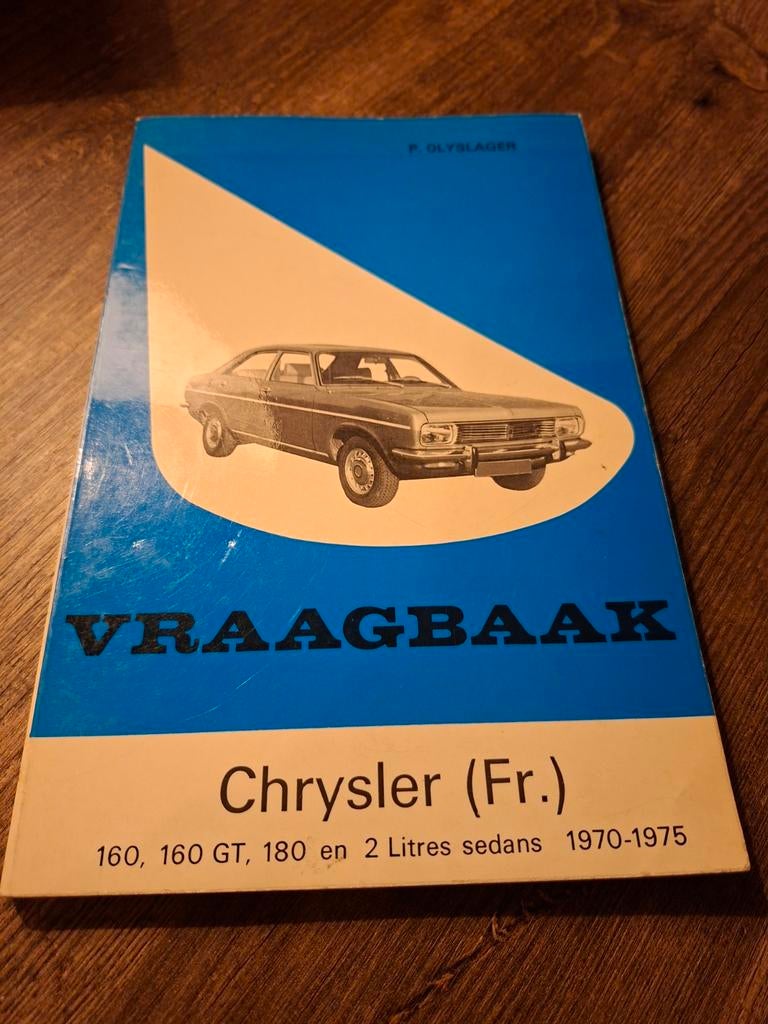 P. OLYSLAGER
VRAAGBAAK
Chrysler (Fr.)
160, 160 GT, 180 en 2 Litres sedans 1970-1975